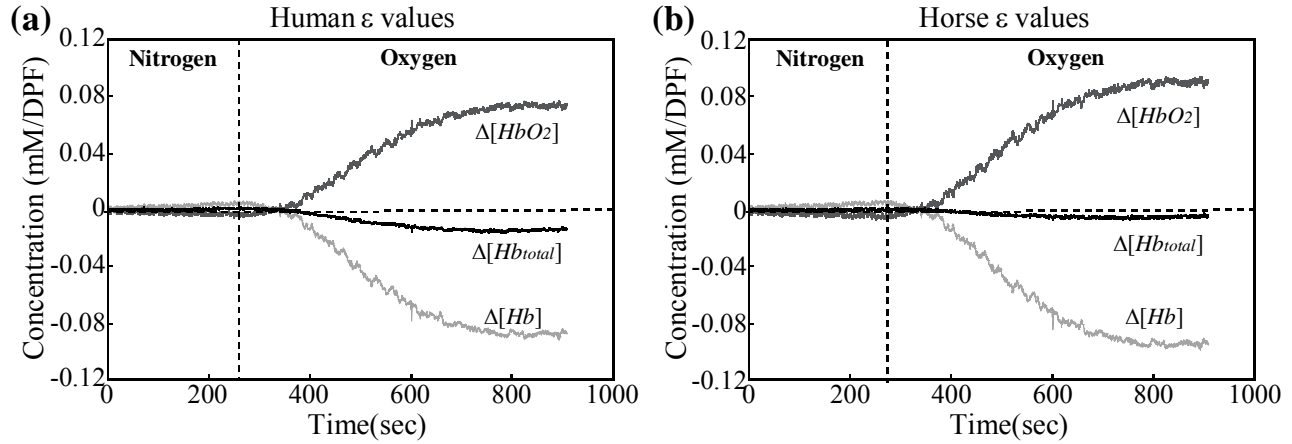 (a)
Human ε values
Concentration (mM/DPF)
0.12
0.08
0.04
0
-0.04
-0.08
-0.12
Nitrogen
Oxygen
Δ[HbO2]
Δ[Hbtotal]
Δ[Hb]
0 200 400 600 800 1000
Time(sec)
(b)
Horse ε values
Concentration (mM/DPF)
0.12
0.08
0.04
0
-0.04
-0.08
-0.12
Nitrogen
Oxygen
Δ[HbO2]
Δ[Hbtotal]
Δ[Hb]
0 200 400 600 800 1000
Time(sec)